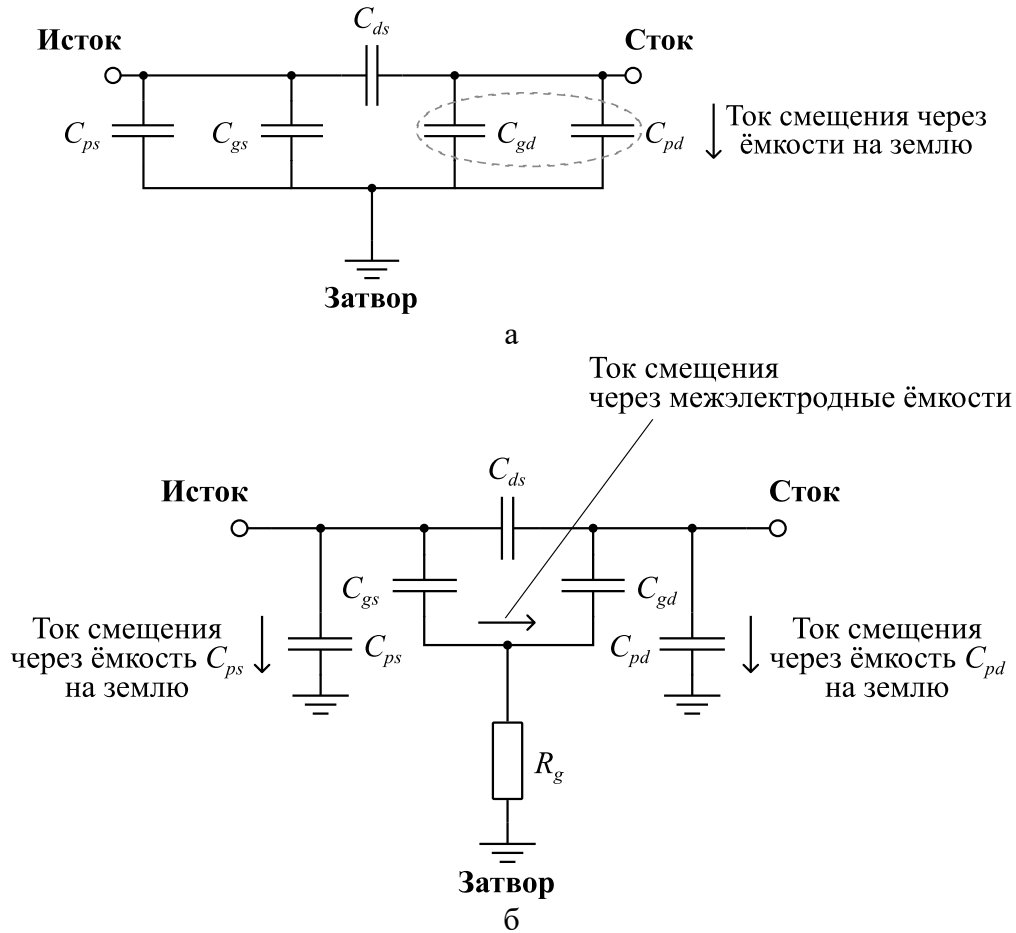 C_ds
Исток
Сток
C_ps
C_gs
C_gd
C_pd
Ток смещения через
ёмкости на землю
Затвор
а
Ток смещения
через межэлектродные ёмкости
C_ds
Исток
Сток
C_gs
C_gd
Ток смещения
через ёмкость C_ps
на землю
C_ps
C_pd
Ток смещения
через ёмкость C_pd
на землю
R_g
Затвор
б